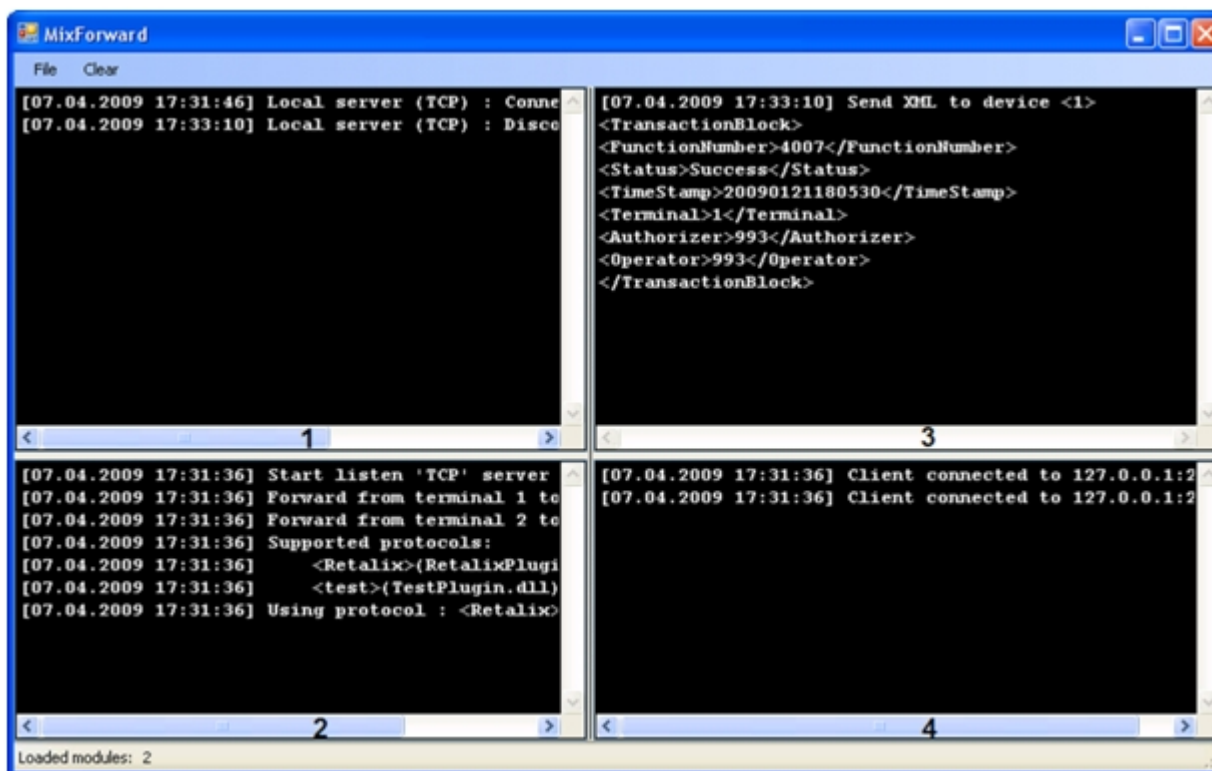 MixForward
File Clear
[07.04.2009 17:31:46] Local server (TCP) : Conne
[07.04.2009 17:33:10] Local server (TCP) : Disco
1
[07.04.2009 17:33:10] Send XML to device <1>
<TransactionBlock>
<FunctionNumber>4007</FunctionNumber>
<Status>Success</Status>
<TimeStamp>20090121180530</TimeStamp>
<Terminal>1</Terminal>
<Authorizer>993</Authorizer>
<Operator>993</Operator>
</TransactionBlock>
3
[07.04.2009 17:31:36] Start listen 'TCP' server
[07.04.2009 17:31:36] Forward from terminal 1 to
[07.04.2009 17:31:36] Forward from terminal 2 to
[07.04.2009 17:31:36] Supported protocols:
[07.04.2009 17:31:36] <Retalix>(RetalixPlugi
[07.04.2009 17:31:36] <test>(TestPlugin.dll)
[07.04.2009 17:31:36] Using protocol : <Retalix>
2
[07.04.2009 17:31:36] Client connected to 127.0.0.1:2
[07.04.2009 17:31:36] Client connected to 127.0.0.1:2
4
Loaded modules: 2